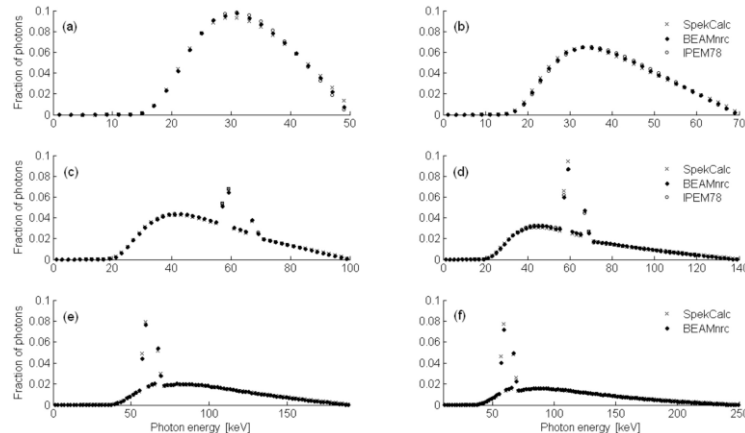 0.1
0.08
0.06
0.04
0.02
0
Fraction of photons
(a)
0 10 20 30 40 50
0.1
0.08
0.06
0.04
0.02
0
(b)
SpekCalc
BEAMnrc
IPEM78
0 10 20 30 40 50 60 70
0.1
0.08
0.06
0.04
0.02
0
Fraction of photons
(c)
0 20 40 60 80 100
0.1
0.08
0.06
0.04
0.02
0
(d)
SpekCalc
BEAMnrc
IPEM78
0 20 40 60 80 100 120 140
0.1
0.08
0.06
0.04
0.02
0
Fraction of photons
(e)
SpekCalc
BEAMnrc
50 100 150
Photon energy [keV]
0.1
0.08
0.06
0.04
0.02
0
(f)
SpekCalc
BEAMnrc
50 100 150 200 250
Photon energy [keV]